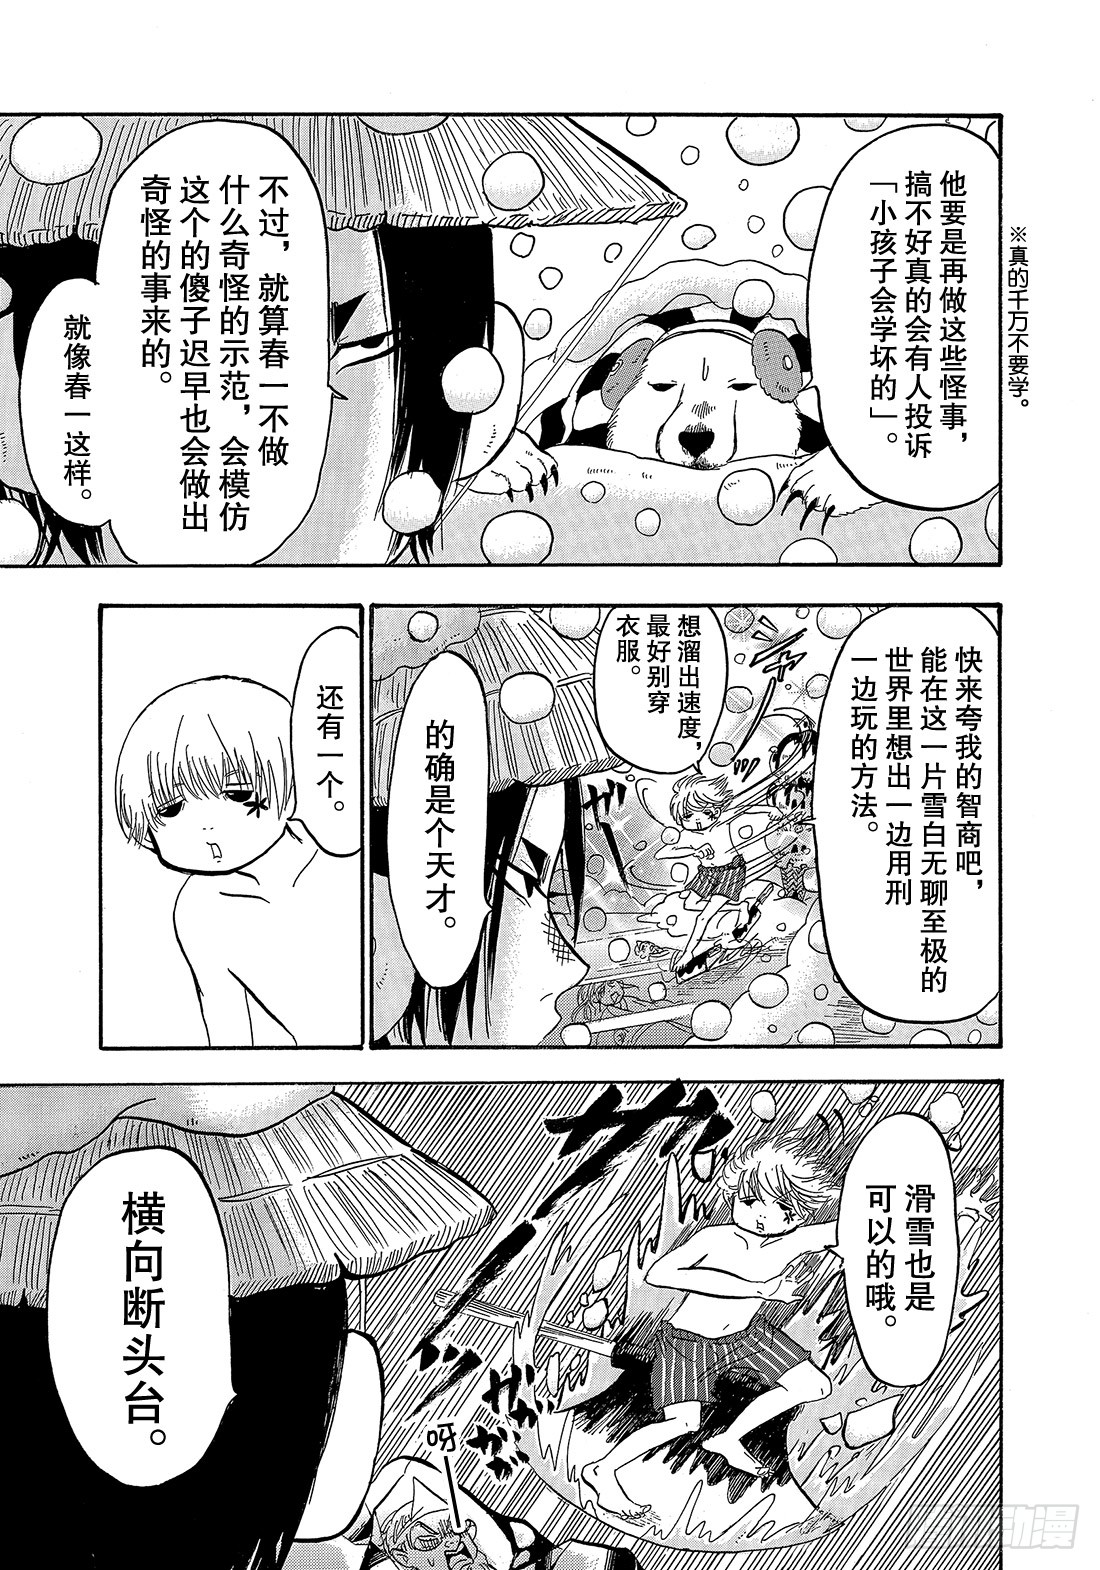 ※真的千万不要学。
他要是再做这些怪事，
搞不好真的会有人投诉
「小孩子会学坏的」。
不过，就算春一不做
什么奇怪的示范，会模仿
这个的傻子迟早也会做出
奇怪的事来的。
就像春一这样。
快来夸我的智商吧，
能在这一片雪白无聊至极的
世界里想出一边用刑
一边玩的方法。
想溜出速度，
最好别穿
衣服。
的确是个天才。
还有一个。
滑雪也是
可以的哦。
呀
横向断头台。